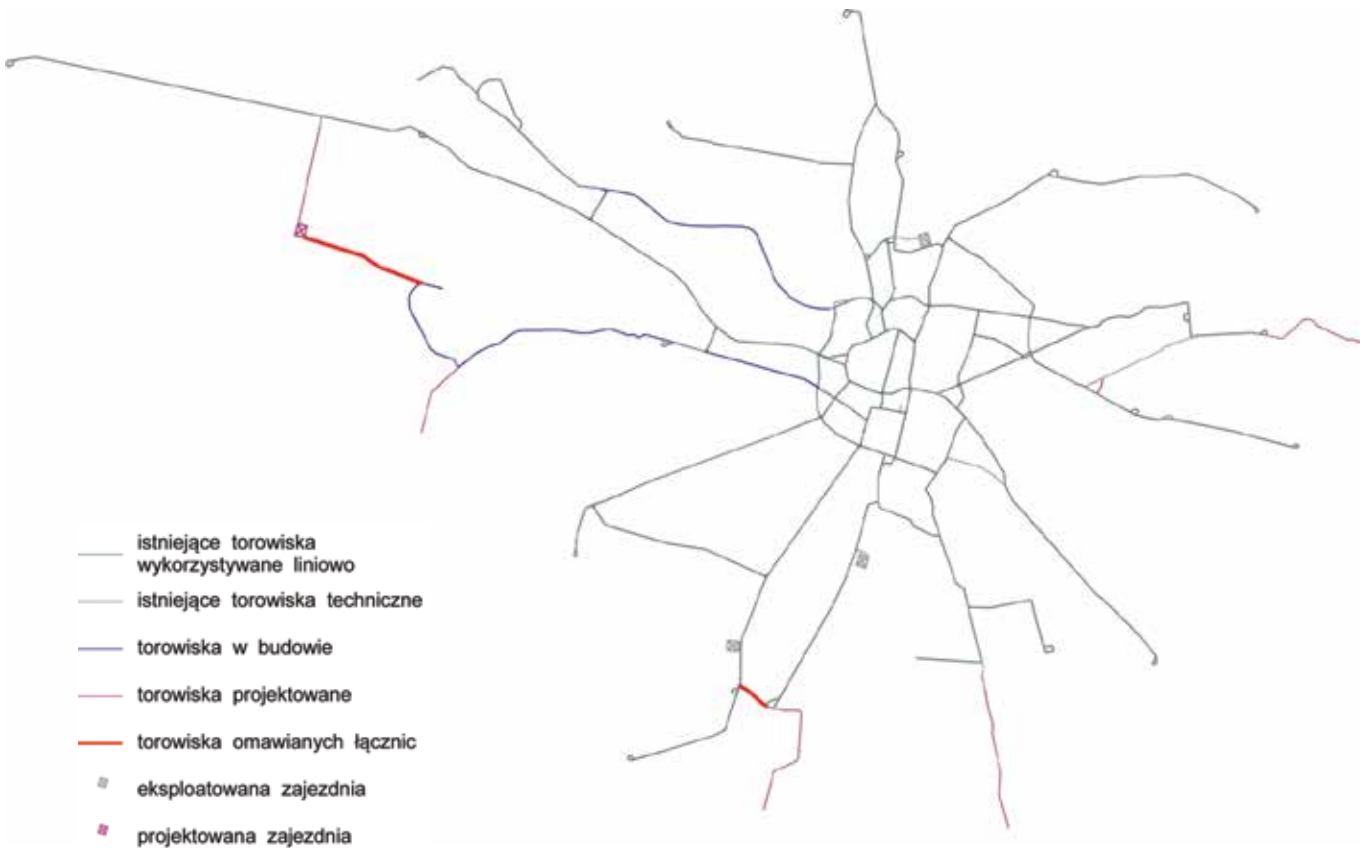 istniejące torowiska
wykorzystywane liniowo
istniejące torowiska techniczne
torowiska w budowie
torowiska projektowane
torowiska omawianych łącznic
eksploatowana zajezdnia
projektowana zajezdnia